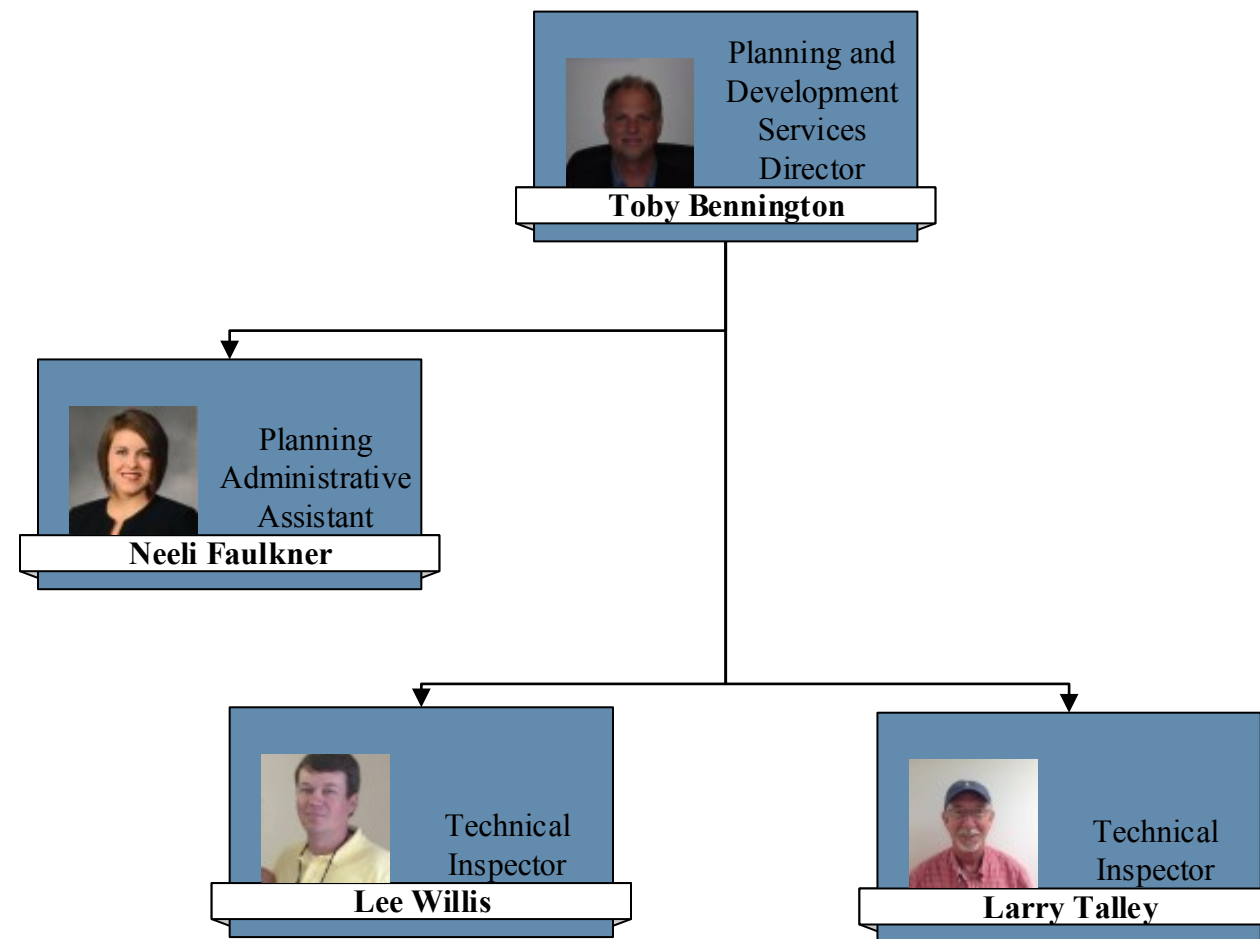 Planning and
Development
Services
Director
Toby Bennington
Planning
Administrative
Assistant
Neeli Faulkner
Technical
Inspector
Lee Willis
Technical
Inspector
Larry Talley